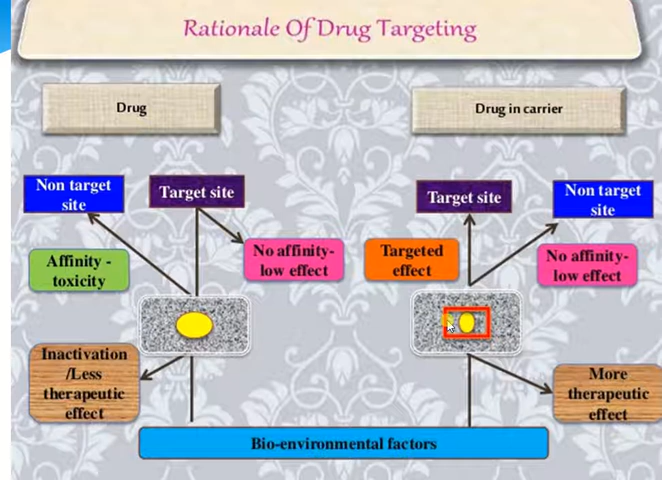 Rationale Of Drug Targeting
Drug
Drug in carrier
Non target
site
Target site
Target site
Non target
site
Affinity -
toxicity
No affinity-
low effect
Targeted
effect
No affinity-
low effect
Inactivation
/Less
therapeutic
effect
More
therapeutic
effect
Bio-environmental factors